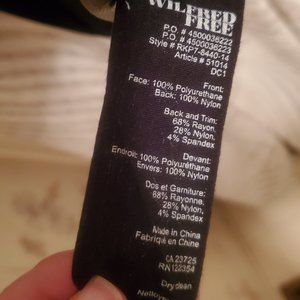 WILFRED
FREE
P.O. # 4500036222
P.O. # 4500036223
Style # RKP7-8440-14
Article # 51014
DC1
Front:
Face: 100% Polyurethane
Back: 100% Nylon
Back and Trim:
68% Rayon,
28% Nylon,
4% Spandex
Devant:
Endroit: 100% Polyuréthane
Envers: 100% Nylon
Dos et Garniture:
68% Rayonne,
28% Nylon,
4% Spandex
Made in China
Fabriqué en Chine
CA 23725
RN 122354
Dry clean